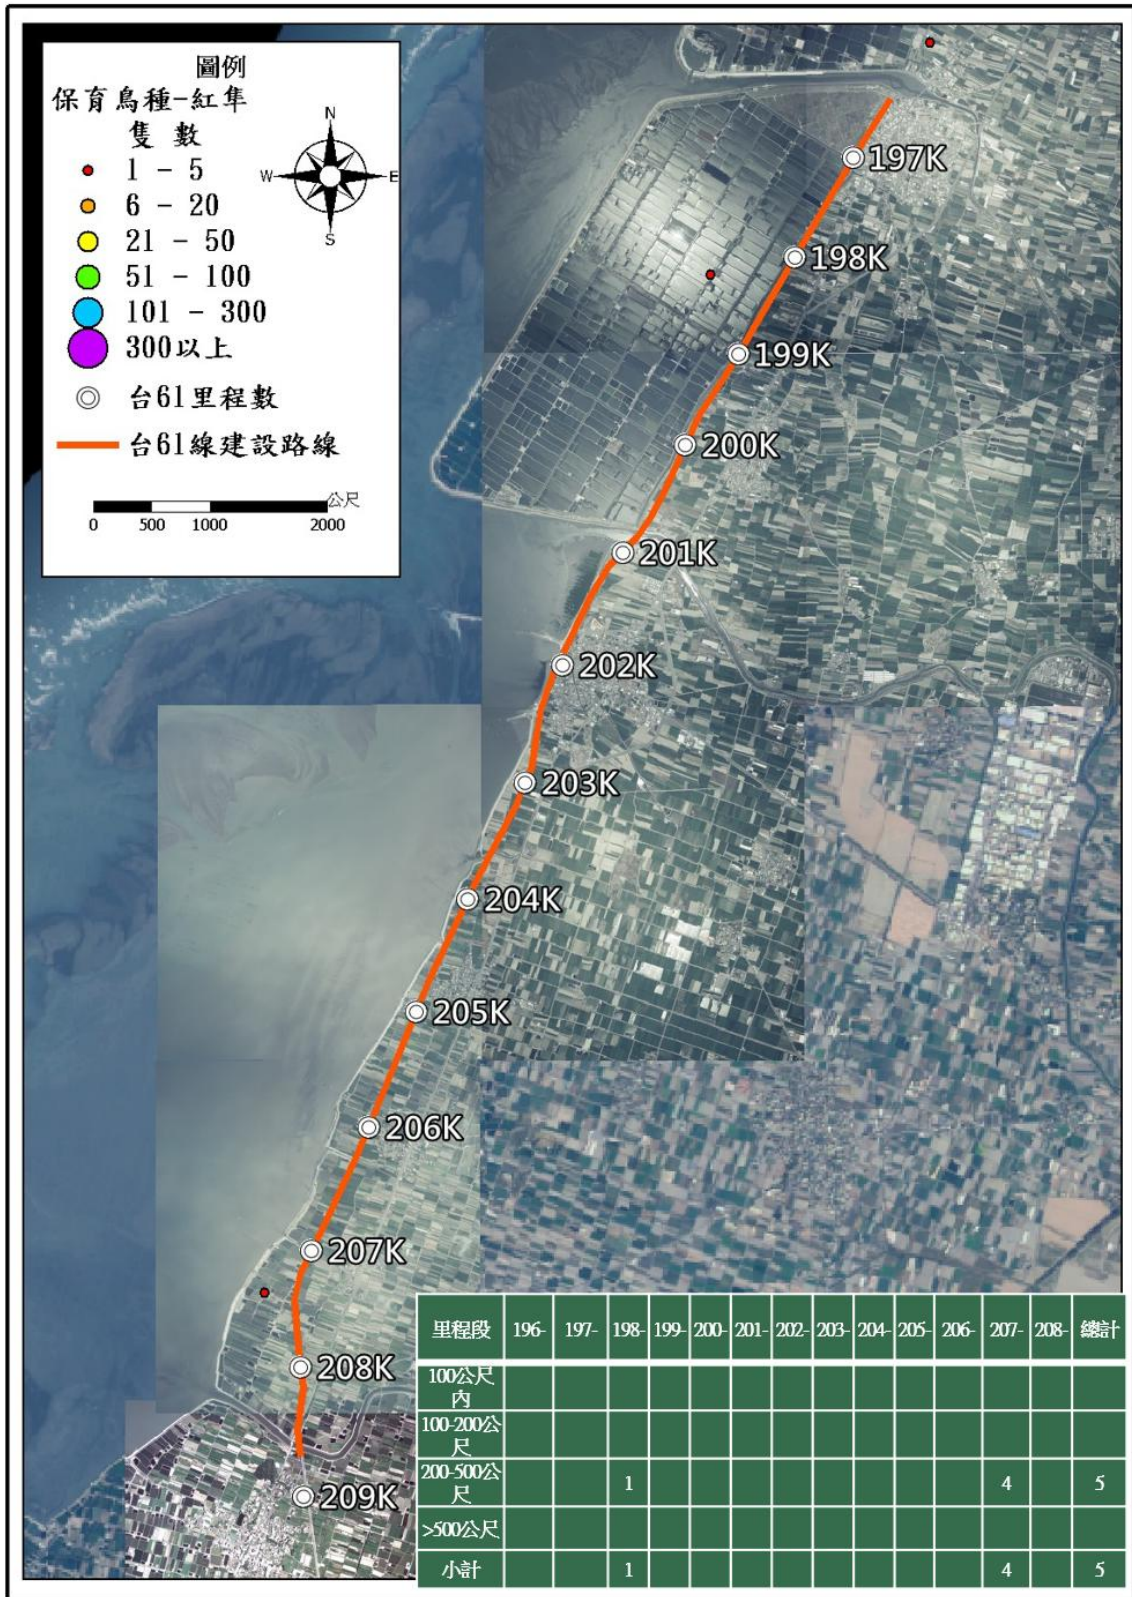 圖例
保育鳥種-紅隼
隻 數
1 - 5
6 - 20
21 - 50
51 - 100
101 - 300
300以上
台61里程數
台61線建設路線
公尺
0 500 1000 2000
N
W E
S
197K
198K
199K
200K
201K
202K
203K
204K
205K
206K
207K
208K
209K
里程段 196- 197- 198- 199- 200- 201- 202- 203- 204- 205- 206- 207- 208- 總計
100公尺
內
100-200公
尺
200-500公
尺 1 4 5
>500公尺
小計 1 4 5